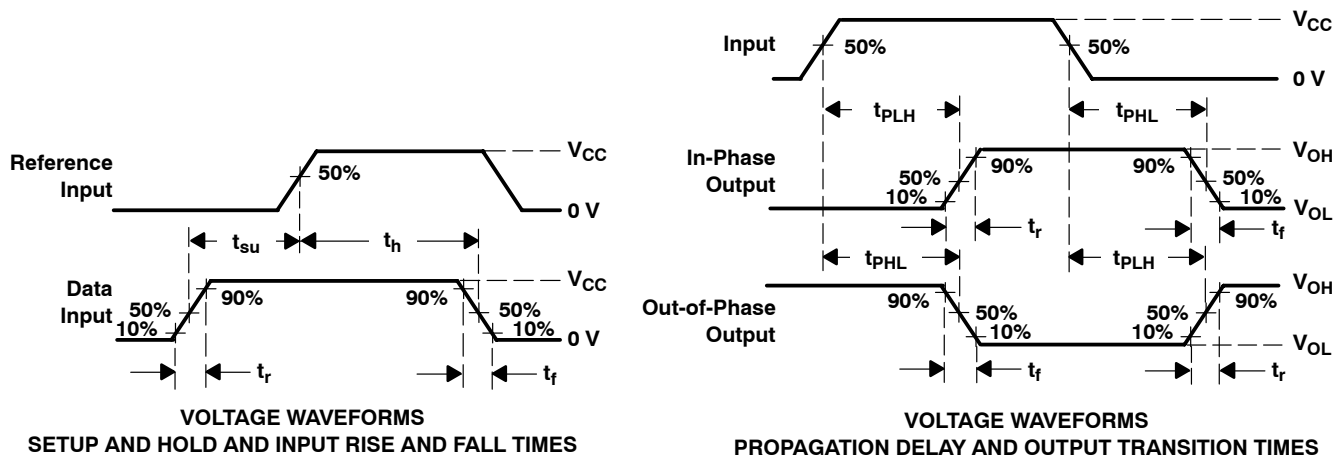 Reference
Input
50%
VCC
0 V
tsu
th
Data
Input
VCC
90%
90%
50%
50%
10%
10%
0 V
tr
tf
VOLTAGE WAVEFORMS
SETUP AND HOLD AND INPUT RISE AND FALL TIMES
Input
50%
50%
VCC
0 V
tPLH
tPHL
In-Phase
Output
VOH
90%
90%
50%
50%
10%
10%
VOL
tr
tf
tPHL
tPLH
Out-of-Phase
Output
VOH
90%
90%
50%
50%
10%
10%
VOL
tf
tr
VOLTAGE WAVEFORMS
PROPAGATION DELAY AND OUTPUT TRANSITION TIMES